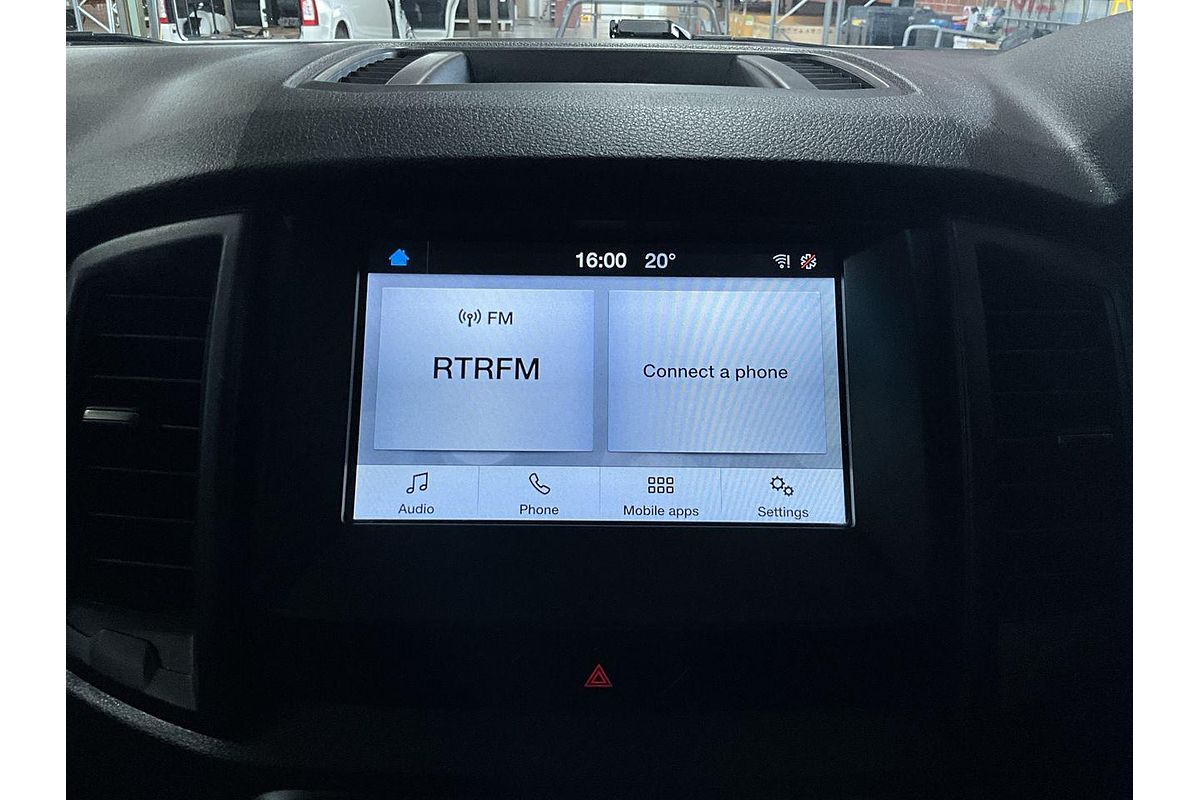 16:00 20°
FM
RTRFM
Connect a phone
Audio Phone Mobile apps Settings